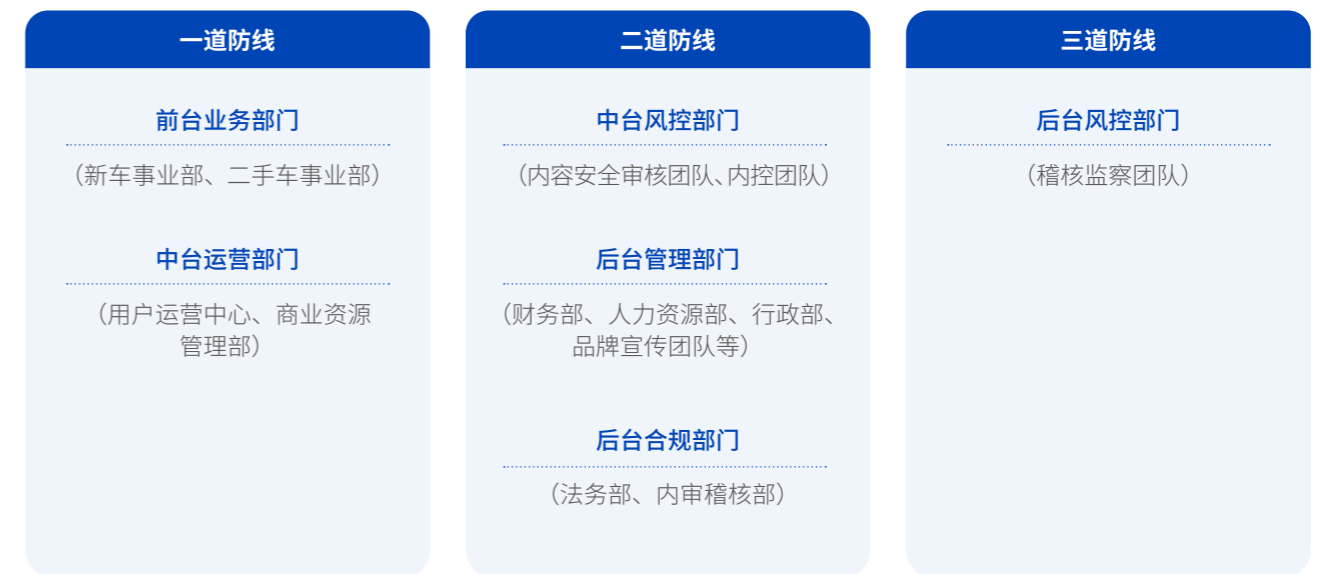 一道防线
前台业务部门
（新车事业部、二手车事业部）
中台运营部门
（用户运营中心、商业资源
管理部）
二道防线
中台风控部门
（内容安全审核团队、内控团队）
后台管理部门
（财务部、人力资源部、行政部、
品牌宣传团队等）
后台合规部门
（法务部、内审稽核部）
三道防线
后台风控部门
（稽核监察团队）